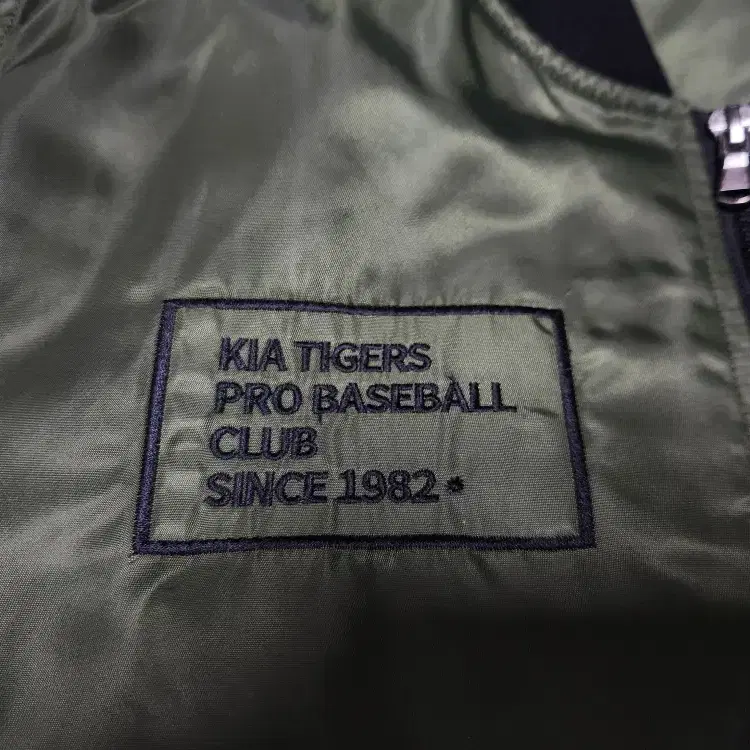 KIA TIGERS
PRO BASEBALL
CLUB
SINCE 1982 *